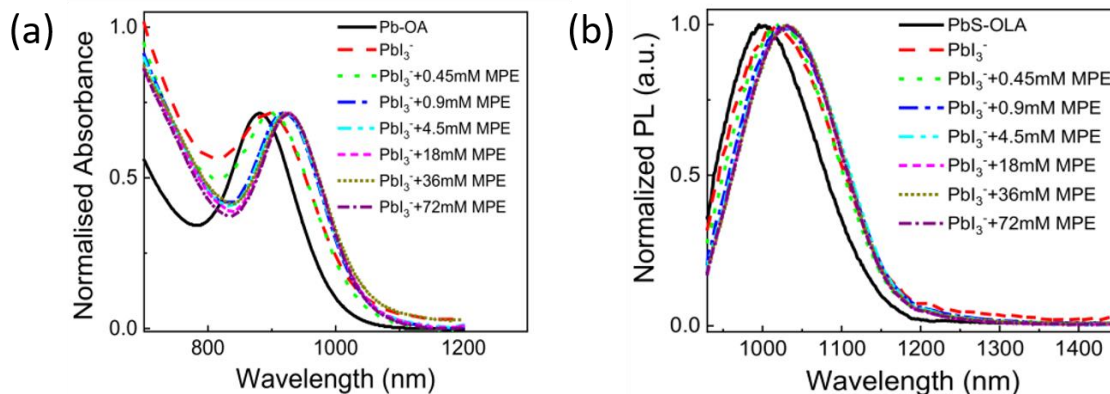 (a)
Normalised Absorbance
1.0
0.5
0.0
Pb-OA
PbI₃⁻
PbI₃⁻+0.45mM MPE
PbI₃⁻+0.9mM MPE
PbI₃⁻+4.5mM MPE
PbI₃⁻+18mM MPE
PbI₃⁻+36mM MPE
PbI₃⁻+72mM MPE
800 1000 1200
Wavelength (nm)
(b)
Normalized PL (a.u.)
1.0
0.5
0.0
PbS-OLA
PbI₃⁻
PbI₃⁻+0.45mM MPE
PbI₃⁻+0.9mM MPE
PbI₃⁻+4.5mM MPE
PbI₃⁻+18mM MPE
PbI₃⁻+36mM MPE
PbI₃⁻+72mM MPE
1000 1100 1200 1300 1400
Wavelength (nm)